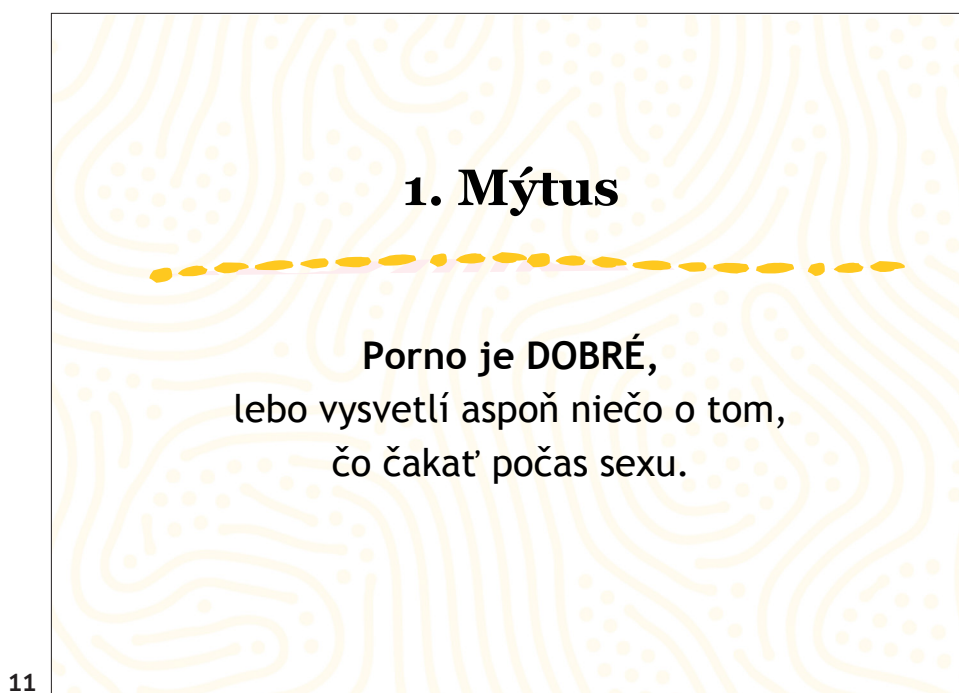 1. Mýtus
Porno je DOBRÉ,
lebo vysvetlí aspoň niečo o tom,
čo čakať počas sexu.
11